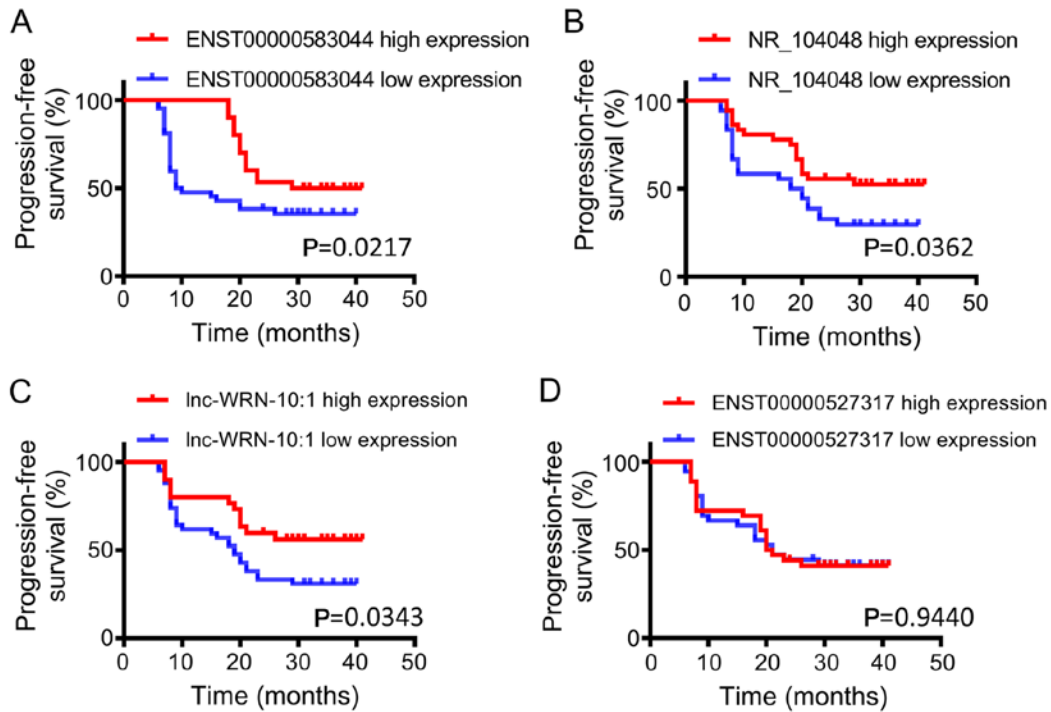 A
ENST00000583044 high expression
ENST00000583044 low expression
Progression-free
survival (%)
100
50
0
P=0.0217
0 10 20 30 40 50
Time (months)
B
NR_104048 high expression
NR_104048 low expression
Progression-free
survival (%)
100
50
0
P=0.0362
0 10 20 30 40 50
Time (months)
C
lnc-WRN-10:1 high expression
lnc-WRN-10:1 low expression
Progression-free
survival (%)
100
50
0
P=0.0343
0 10 20 30 40 50
Time (months)
D
ENST00000527317 high expression
ENST00000527317 low expression
Progression-free
survival (%)
100
50
0
P=0.9440
0 10 20 30 40 50
Time (months)